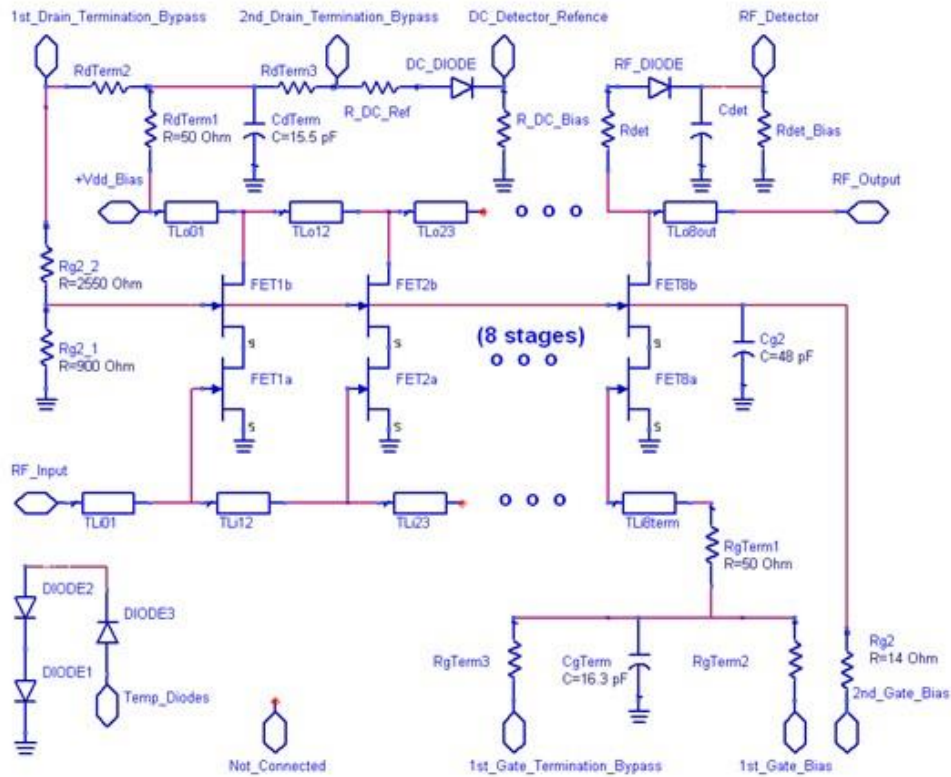 1st_Drain_Termination_Bypass
2nd_Drain_Termination_Bypass
DC_Detector_Refence
RF_Detector
RdTerm2
RdTerm3
DC_DIODE
RF_DIODE
R_DC_Ref
RdTerm1
R=50 Ohm
CdTerm
C=15.5 pF
R_DC_Bias
Rdet
Cdet
Rdet_Bias
+Vdd_Bias
RF_Output
TLo01
TLo12
TLo23
o o o
TLo8out
Rg2_2
R=2550 Ohm
FET1b
FET2b
FET8b
S
S
(8 stages)
S
Cg2
C=48 pF
Rg2_1
R=900 Ohm
FET1a
FET2a
o o o
FET8a
S
S
S
RF_Input
TLi01
TLi12
TLi23
o o o
TLi8term
RgTerm1
R=50 Ohm
DIODE2
DIODE3
DIODE1
Temp_Diodes
RgTerm3
CgTerm
C=16.3 pF
RgTerm2
Rg2
R=14 Ohm
2nd_Gate_Bias
Not_Connected
1st_Gate_Termination_Bypass
1st_Gate_Bias